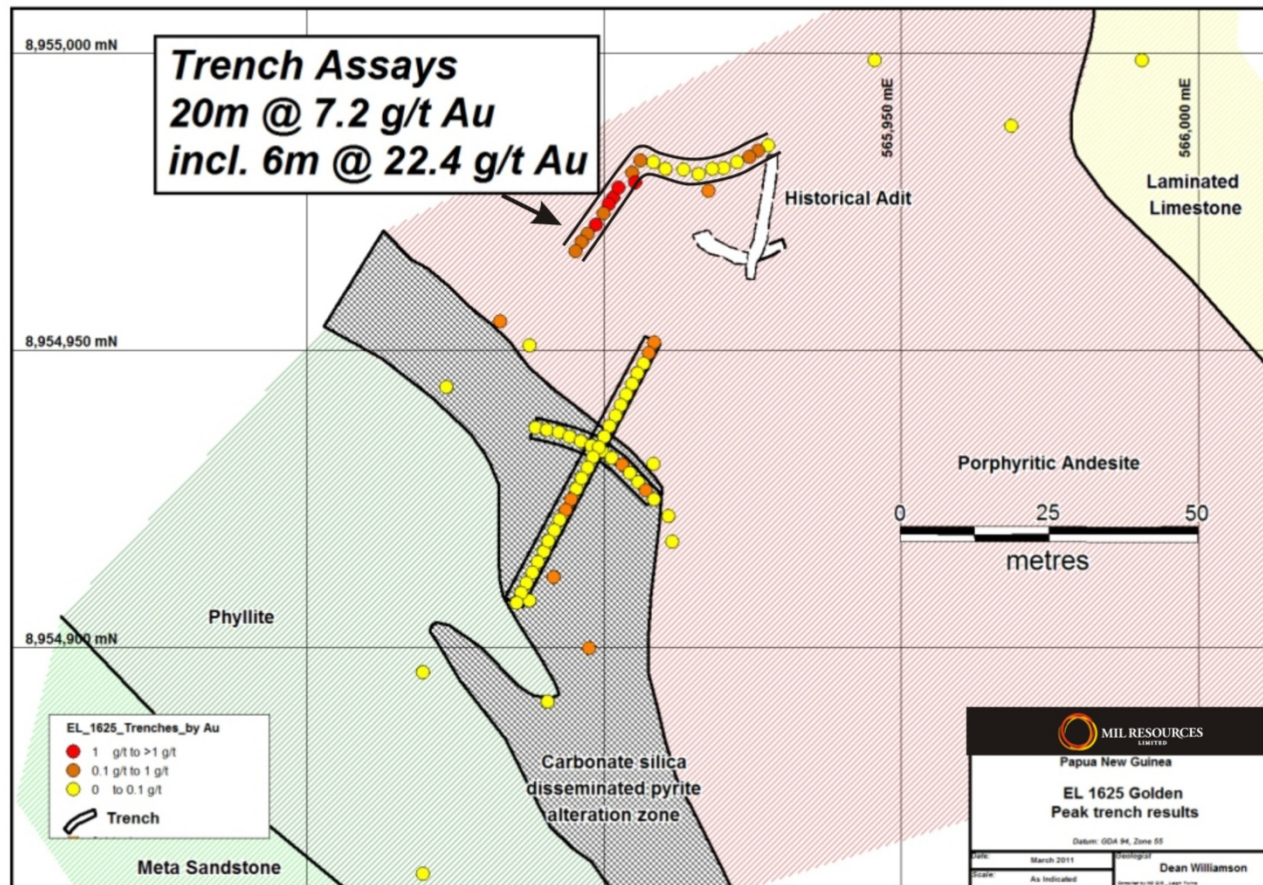 8,955,000 mN
Trench Assays
20m @ 7.2 g/t Au
incl. 6m @ 22.4 g/t Au
565,950 mE
566,000 mE
Laminated
Limestone
Historical Adit
8,954,950 mN
Porphyritic Andesite
0 25 50
metres
Phyllite
8,954,900 mN
EL_1625_Trenches_by Au
1 g/t to >1 g/t
0.1 g/t to 1 g/t
0 to 0.1 g/t
Trench
Carbonate silica
disseminated pyrite
alteration zone
Meta Sandstone
MIL RESOURCES
LIMITED
Papua New Guinea
EL 1625 Golden
Peak trench results
Datum: GDA 94, Zone 55
Date: March 2011
Geologist Dean Williamson
Scale: As Indicated